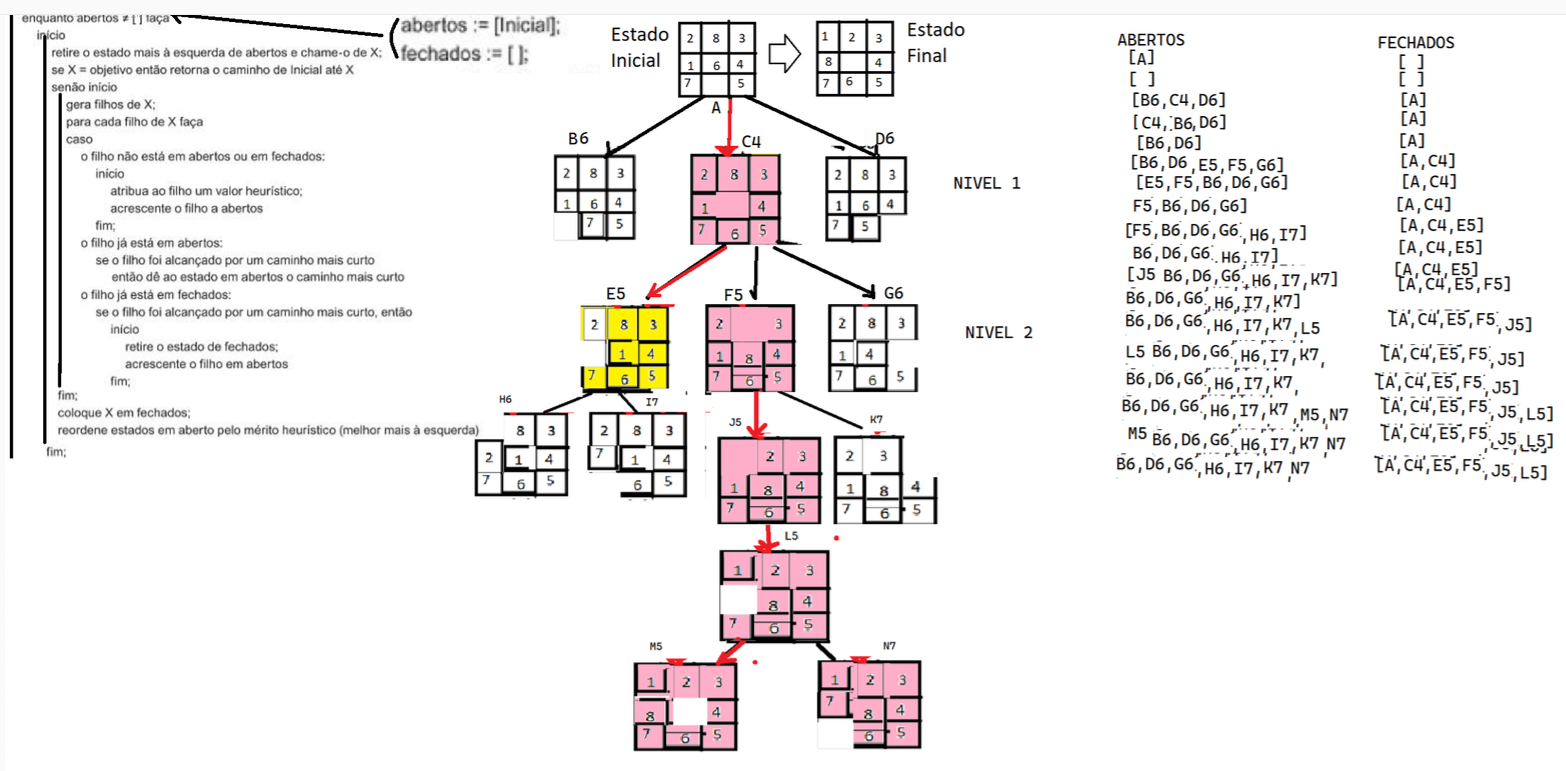 enquanto abertos ≠ [ ] faça
início
retire o estado mais à esquerda de abertos e chame-o de X;
se X = objetivo então retorna o caminho de Inicial até X
senão início
gera filhos de X;
para cada filho de X faça
caso
o filho não está em abertos ou em fechados:
início
atribua ao filho um valor heurístico;
acrescente o filho a abertos
fim;
o filho já está em abertos:
se o filho foi alcançado por um caminho mais curto
então dê ao estado em abertos o caminho mais curto
o filho já está em fechados:
se o filho foi alcançado por um caminho mais curto, então
início
retire o estado de fechados;
acrescente o filho em abertos
fim;
fim;
coloque X em fechados;
reordene estados em aberto pelo mérito heurístico (melhor mais à esquerda)
fim;
abertos := [Inicial];
fechados := [ ];
Estado
Inicial
2 8 3
1 6 4
7 5
1 2 3
8 4
7 6 5
Estado
Final
A
B6
2 8 3
1 6 4
7 5
C4
2 8 3
1 4
7 6 5
D6
2 8 3
1 6 4
7 5
NIVEL 1
E5
2 8 3
1 4
7 6 5
F5
2 3
1 8 4
7 6 5
G6
2 8 3
1 4
7 6 5
NIVEL 2
H6
8 3
2 1 4
7 6 5
I7
2 8 3
7 1 4
6 5
J5
2 3
1 8 4
7 6 5
K7
2 3
1 8 4
7 6 5
L5
1 2 3
8 4
7 6 5
M5
1 2 3
8 4
7 6 5
N7
1 2 3
7 8 4
6 5
ABERTOS
[A]
[ ]
[B6,C4,D6]
[C4,B6,D6]
[B6,D6]
[B6,D6,E5,F5,G6]
[E5,F5,B6,D6,G6]
F5,B6,D6,G6]
[F5,B6,D6,G6,H6,I7]
B6,D6,G6,H6,I7]
[J5 B6,D6,G6,H6,I7,K7]
B6,D6,G6,H6,I7,K7]
B6,D6,G6,H6,I7,K7,L5
L5 B6,D6,G6,H6,I7,K7,
B6,D6,G6,H6,I7,K7,
B6,D6,G6,H6,I7,K7,M5,N7
M5 B6,D6,G6,H6,I7,K7 N7
B6,D6,G6,H6,I7,K7,N7
FECHADOS
[ ]
[ ]
[A]
[A]
[A]
[A,C4]
[A,C4]
[A,C4]
[A,C4,E5]
[A,C4,E5]
[A,C4,E5]
[A,C4,E5,F5]
[A,C4,E5,F5,J5]
[A,C4,E5,F5,J5]
[A,C4,E5,F5,J5]
[A,C4,E5,F5,J5,L5]
[A,C4,E5,F5,J5,L5]
[A,C4,E5,F5,J5,L5]